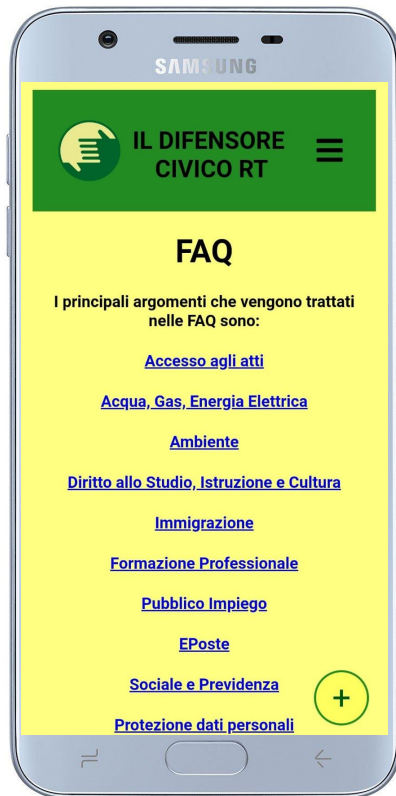 SAMSUNG
IL DIFENSORE
CIVICO RT
FAQ
I principali argomenti che vengono trattati
nelle FAQ sono:
Accesso agli atti
Acqua, Gas, Energia Elettrica
Ambiente
Diritto allo Studio, Istruzione e Cultura
Immigrazione
Formazione Professionale
Pubblico Impiego
EPoste
Sociale e Previdenza
+
Protezione dati personali